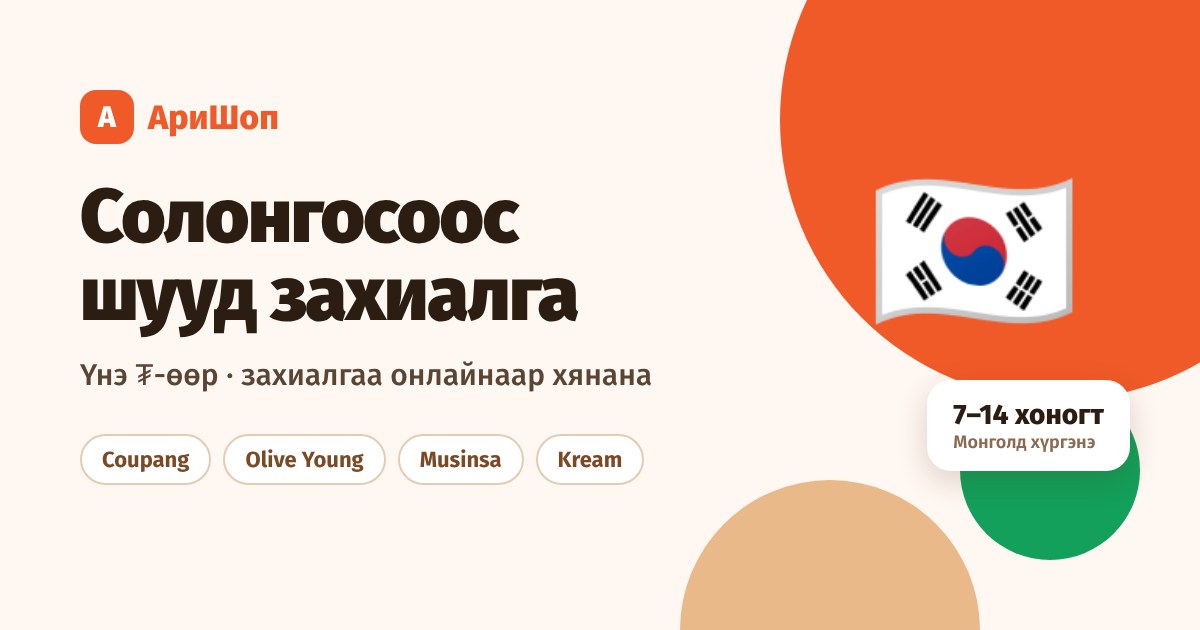 А АриШоп
Солонгосоос
шууд захиалга
Үнэ ₮-өөр · захиалгаа онлайнаар хянана
Coupang Olive Young Musinsa Kream
7–14 хоногт
Монголд хүргэнэ